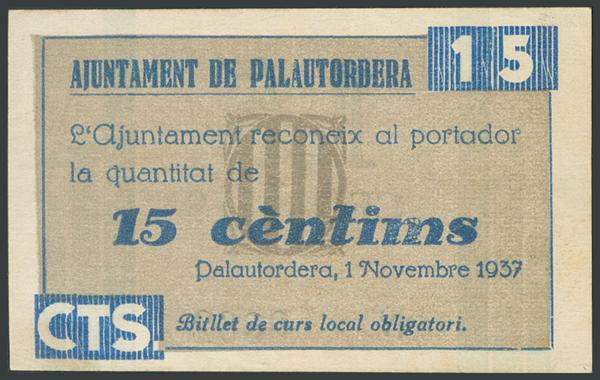 AJUNTAMENT DE PALAUTORDERA
15
L'Ajuntament reconeix al portador
la quantitat de
15 cèntims
Palautordera, 1 Novembre 1937
CTS.
Bitllet de curs local obligatori.